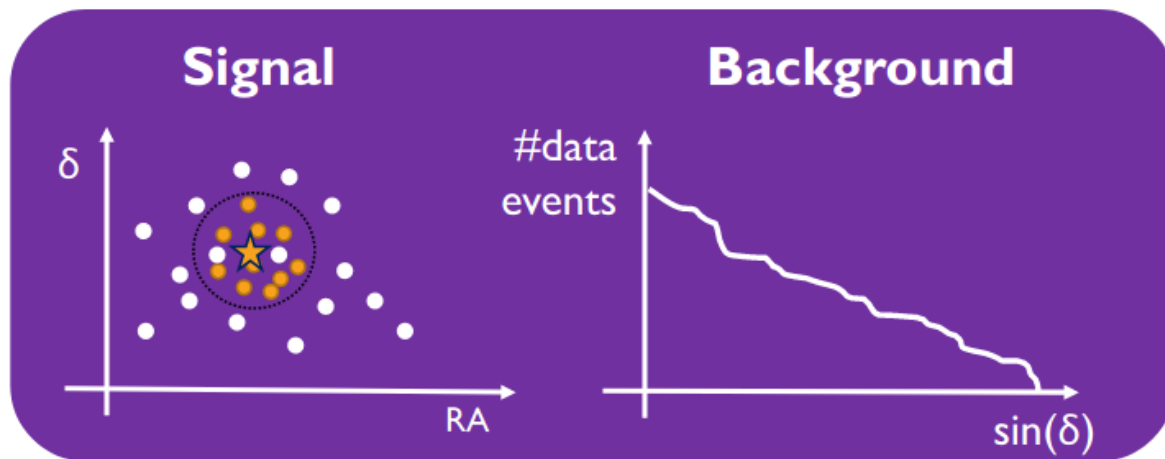 Signal
δ
RA
Background
#data
events
sin(δ)